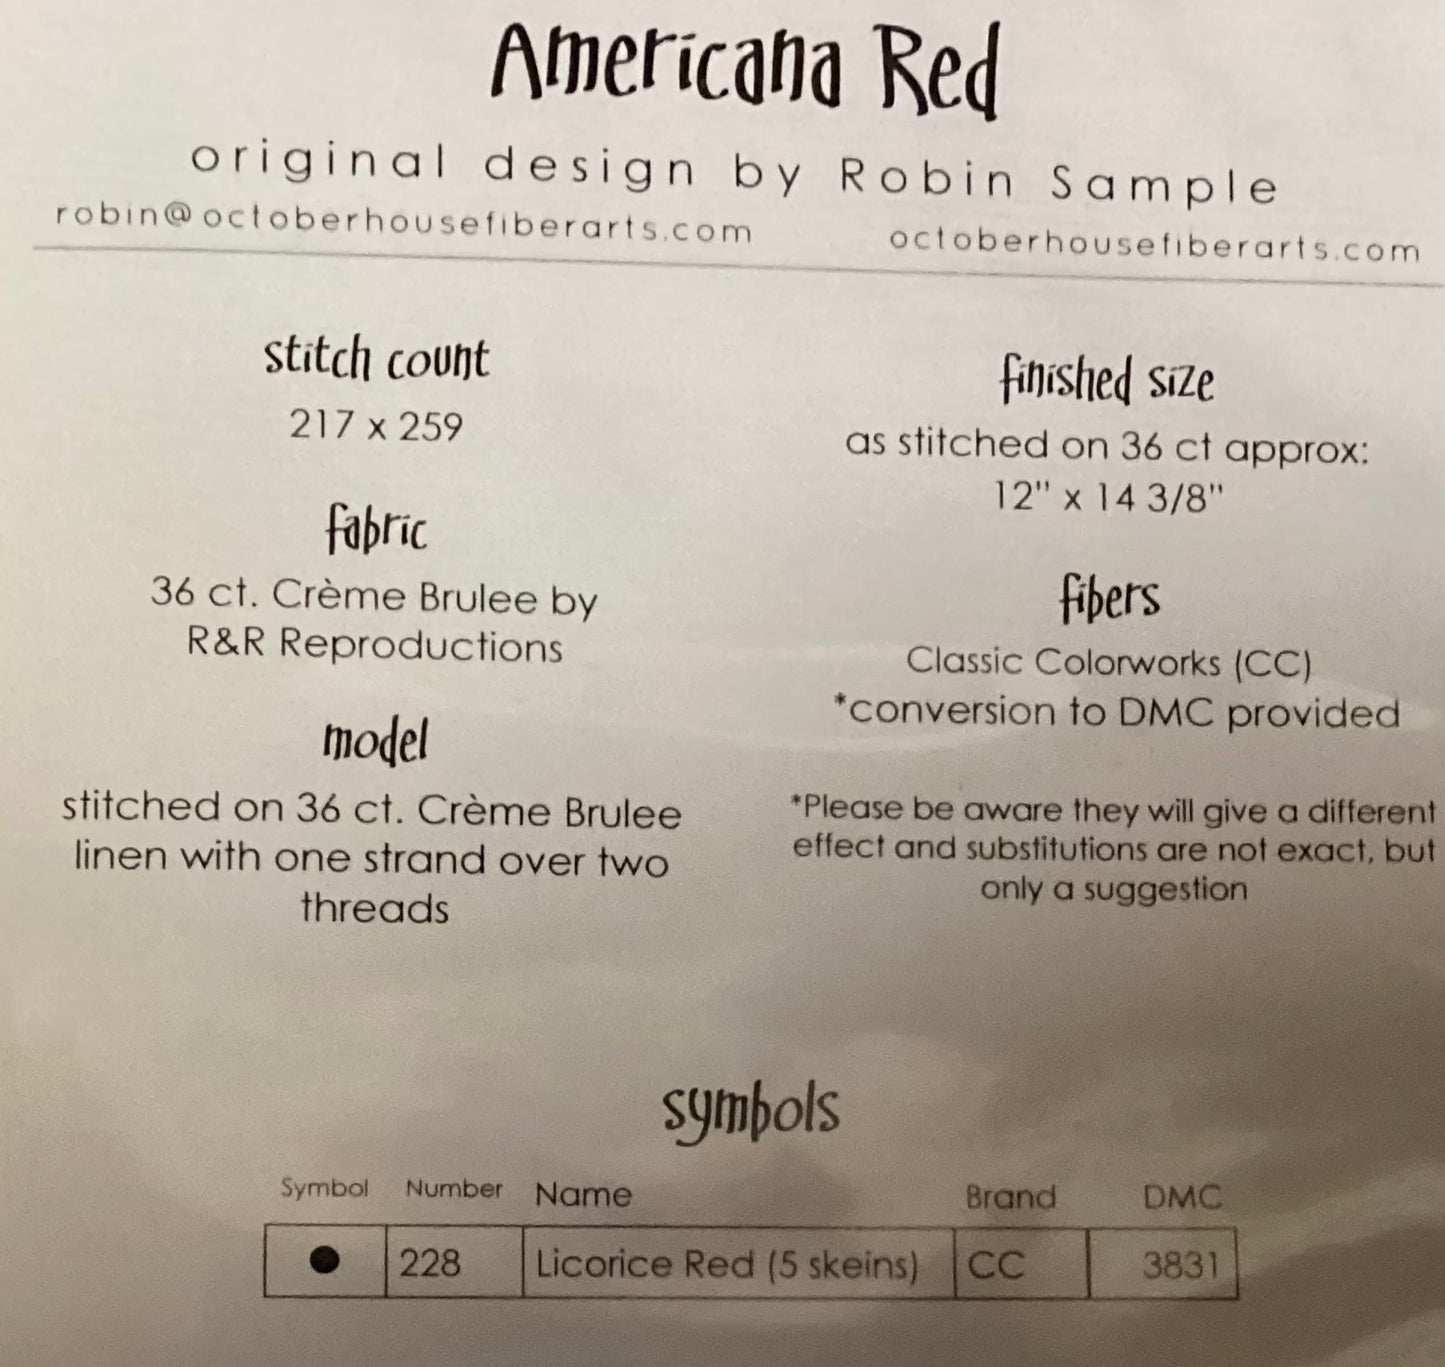 Americana Red
original design by Robin Sample
robin@octoberhousefiberarts.com octoberhousefiberarts.com
stitch count
217 x 259
fabric
36 ct. Crème Brulee by
R&R Reproductions
model
stitched on 36 ct. Crème Brulee
linen with one strand over two
threads
finished size
as stitched on 36 ct approx:
12" x 14 3/8"
fibers
Classic Colorworks (CC)
*conversion to DMC provided
*Please be aware they will give a different
effect and substitutions are not exact, but
only a suggestion
symbols
Symbol Number Name Brand DMC
● 228 Licorice Red (5 skeins) CC 3831